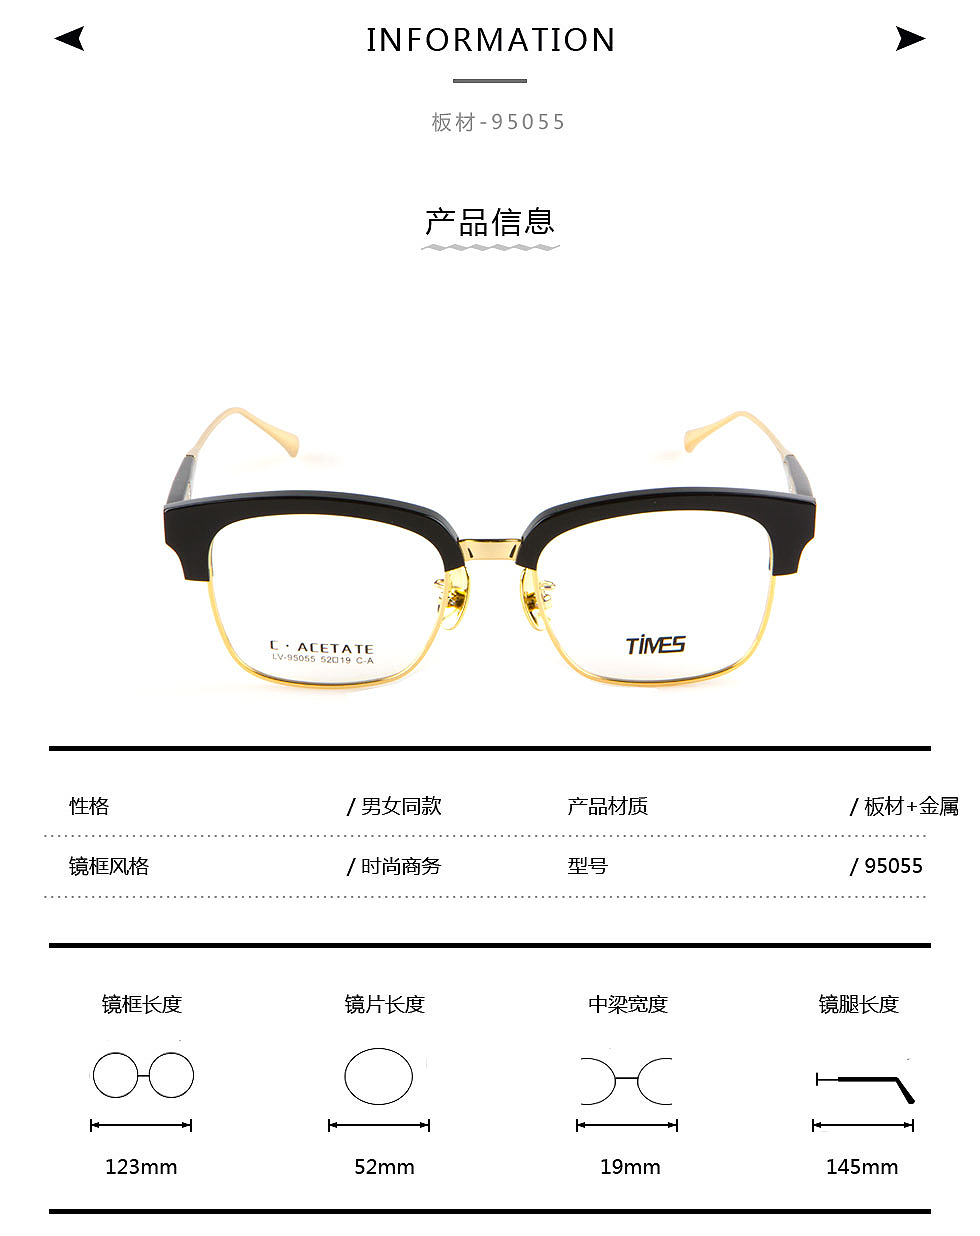 INFORMATION
板材-95055
产品信息
C · ACETATE
LV-95055 52□19 C-A
TIMES
性格 / 男女同款 产品材质 / 板材+金属
镜框风格 / 时尚商务 型号 / 95055
镜框长度 镜片长度 中梁宽度 镜腿长度
123mm 52mm 19mm 145mm